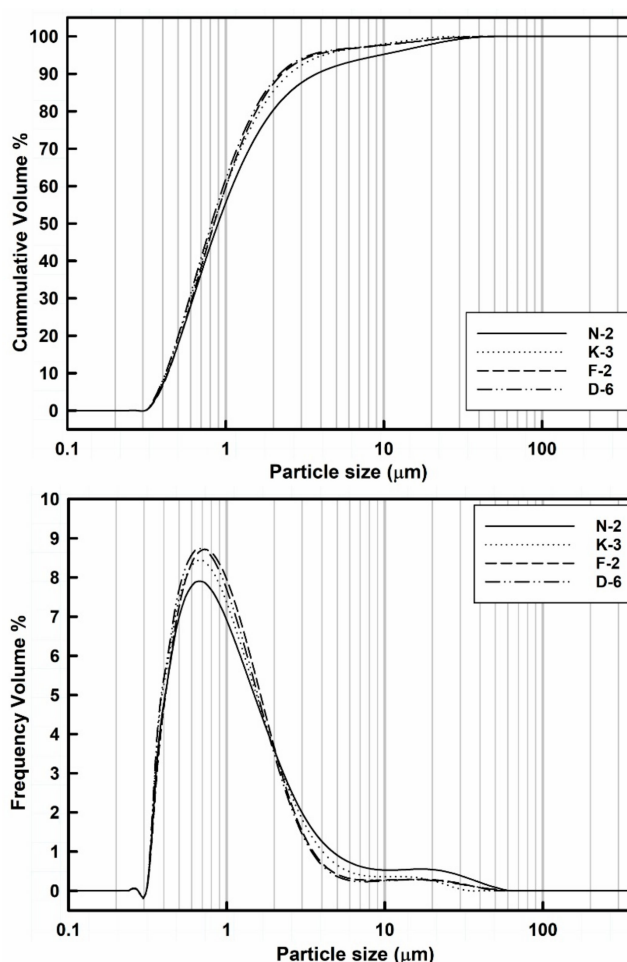 100
90
80
70
60
50
40
30
20
10
0
Cummulative Volume %
N-2
K-3
F-2
D-6
0.1 1 10 100
Particle size (μm)
10
9
8
7
6
5
4
3
2
1
0
Frequency Volume %
N-2
K-3
F-2
D-6
0.1 1 10 100
Particle size (μm)